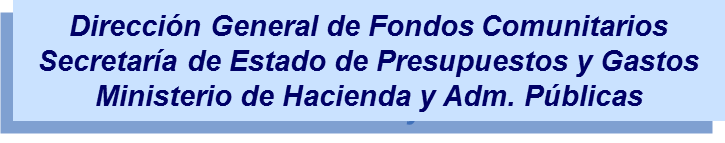 Dirección General de Fondos Comunitarios
Secretaría de Estado de Presupuestos y Gastos
Ministerio de Hacienda y Adm. Públicas